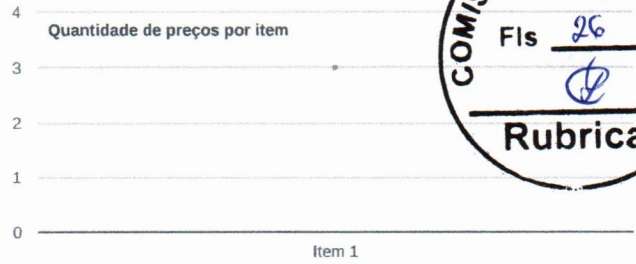 4
Quantidade de preços por item
3
2
1
0
Item 1
COMIS
Fls 26
Rubrica